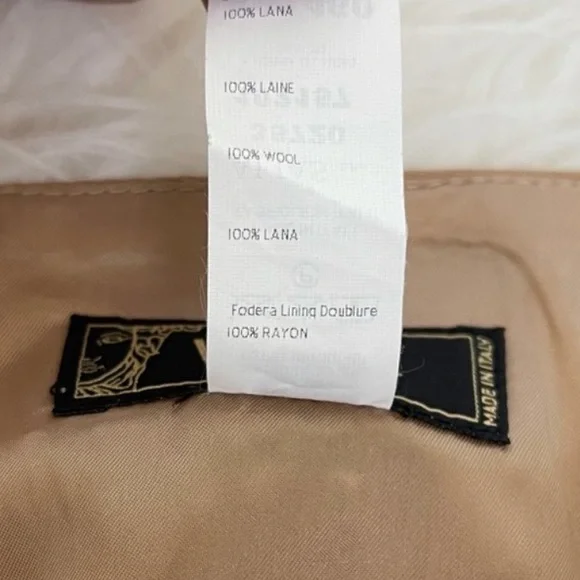 100% LANA
100% LAINE
100% WOOL
100% LANA
Fodera Lining Doublure
100% RAYON
MADE IN ITALY